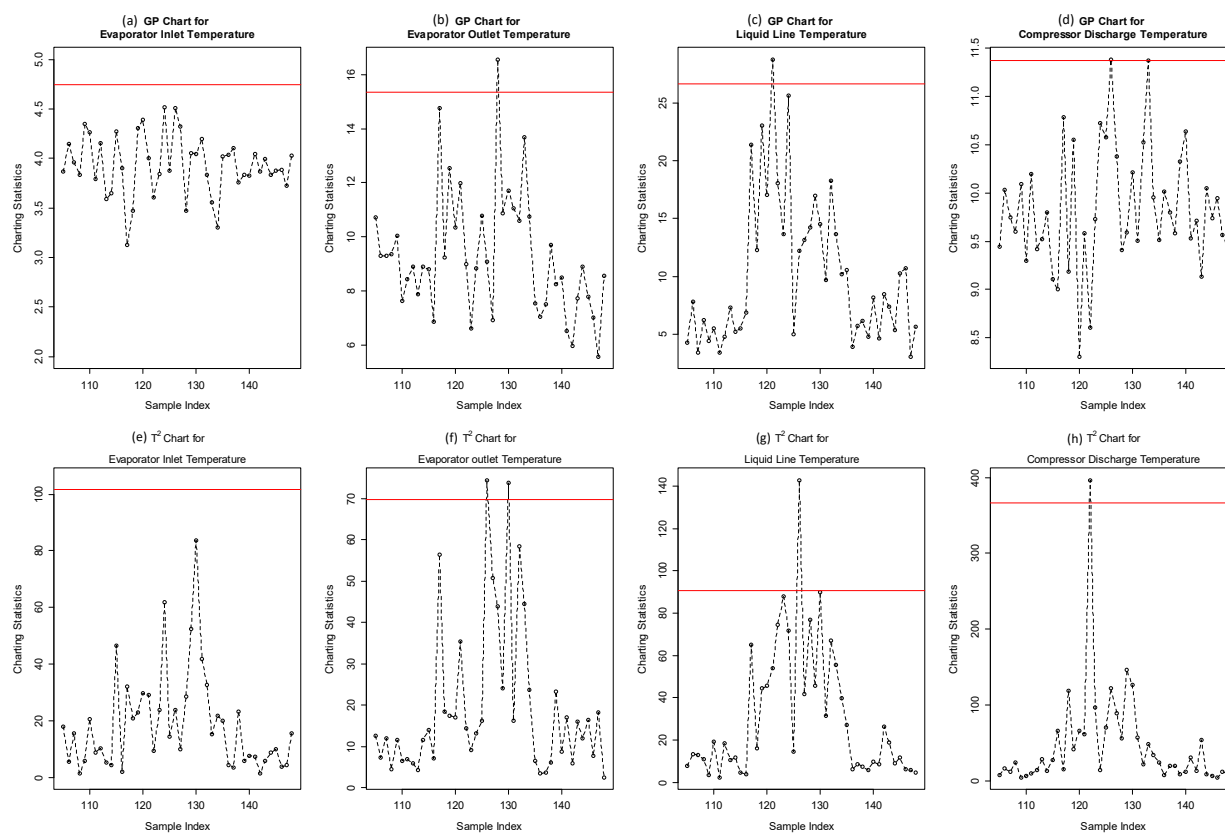 (a) GP Chart for
Evaporator Inlet Temperature
Charting Statistics
5.0
4.5
4.0
3.5
3.0
2.5
2.0
110 120 130 140
Sample Index
(b) GP Chart for
Evaporator Outlet Temperature
Charting Statistics
16
14
12
10
8
6
110 120 130 140
Sample Index
(c) GP Chart for
Liquid Line Temperature
Charting Statistics
25
20
15
10
5
110 120 130 140
Sample Index
(d) GP Chart for
Compressor Discharge Temperature
Charting Statistics
11.5
11.0
10.5
10.0
9.5
9.0
8.5
110 120 130 140
Sample Index
(e) T² Chart for
Evaporator Inlet Temperature
Charting Statistics
100
80
60
40
20
0
110 120 130 140
Sample Index
(f) T² Chart for
Evaporator outlet Temperature
Charting Statistics
70
60
50
40
30
20
10
0
110 120 130 140
Sample Index
(g) T² Chart for
Liquid Line Temperature
Charting Statistics
140
120
100
80
60
40
20
0
110 120 130 140
Sample Index
(h) T² Chart for
Compressor Discharge Temperature
Charting Statistics
400
300
200
100
0
110 120 130 140
Sample Index